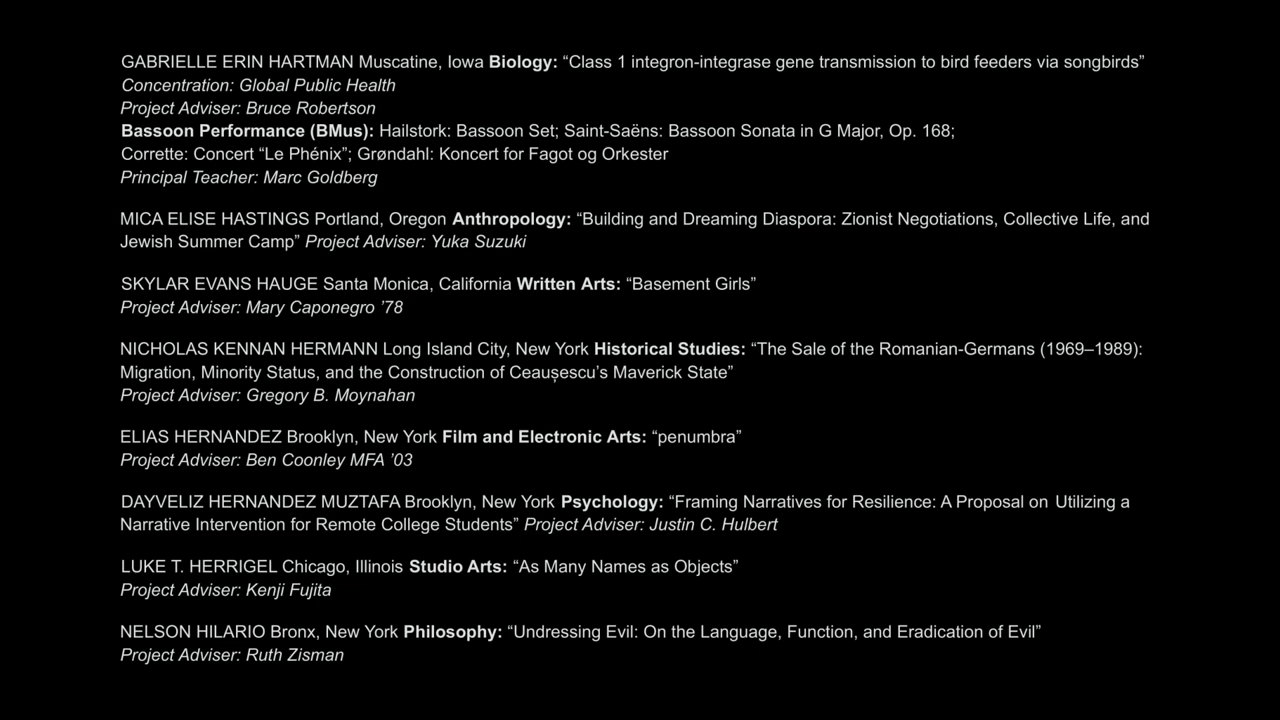 GABRIELLE ERIN HARTMAN Muscatine, Iowa Biology: “Class 1 integron-integrase gene transmission to bird feeders via songbirds”
Concentration: Global Public Health
Project Adviser: Bruce Robertson
Bassoon Performance (BMus): Hailstork: Bassoon Set; Saint-Saëns: Bassoon Sonata in G Major, Op. 168;
Corrette: Concert “Le Phénix”; Grøndahl: Koncert for Fagot og Orkester
Principal Teacher: Marc Goldberg
MICA ELISE HASTINGS Portland, Oregon Anthropology: “Building and Dreaming Diaspora: Zionist Negotiations, Collective Life, and
Jewish Summer Camp” Project Adviser: Yuka Suzuki
SKYLAR EVANS HAUGE Santa Monica, California Written Arts: “Basement Girls”
Project Adviser: Mary Caponegro ’78
NICHOLAS KENNAN HERMANN Long Island City, New York Historical Studies: “The Sale of the Romanian-Germans (1969–1989):
Migration, Minority Status, and the Construction of Ceaușescu’s Maverick State”
Project Adviser: Gregory B. Moynahan
ELIAS HERNANDEZ Brooklyn, New York Film and Electronic Arts: “penumbra”
Project Adviser: Ben Coonley MFA ’03
DAYVELIZ HERNANDEZ MUZTAFA Brooklyn, New York Psychology: “Framing Narratives for Resilience: A Proposal on Utilizing a
Narrative Intervention for Remote College Students” Project Adviser: Justin C. Hulbert
LUKE T. HERRIGEL Chicago, Illinois Studio Arts: “As Many Names as Objects”
Project Adviser: Kenji Fujita
NELSON HILARIO Bronx, New York Philosophy: “Undressing Evil: On the Language, Function, and Eradication of Evil”
Project Adviser: Ruth Zisman